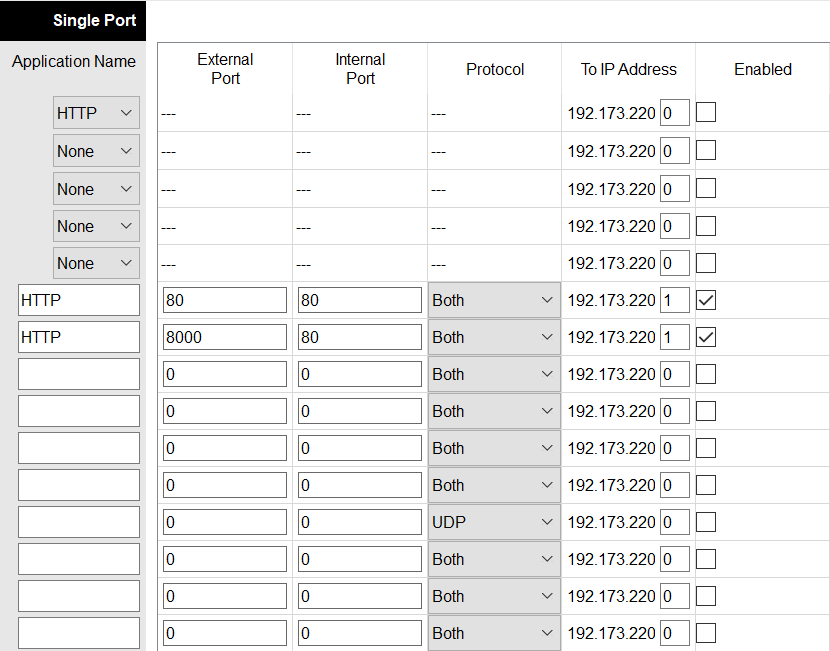 Single Port
Application Name
External Port
Internal Port
Protocol
To IP Address
Enabled
HTTP --- --- --- 192.173.220 0
None --- --- --- 192.173.220 0
None --- --- --- 192.173.220 0
None --- --- --- 192.173.220 0
None --- --- --- 192.173.220 0
HTTP 80 80 Both 192.173.220 1
HTTP 8000 80 Both 192.173.220 1
0 0 Both 192.173.220 0
0 0 Both 192.173.220 0
0 0 Both 192.173.220 0
0 0 Both 192.173.220 0
0 0 UDP 192.173.220 0
0 0 Both 192.173.220 0
0 0 Both 192.173.220 0
0 0 Both 192.173.220 0